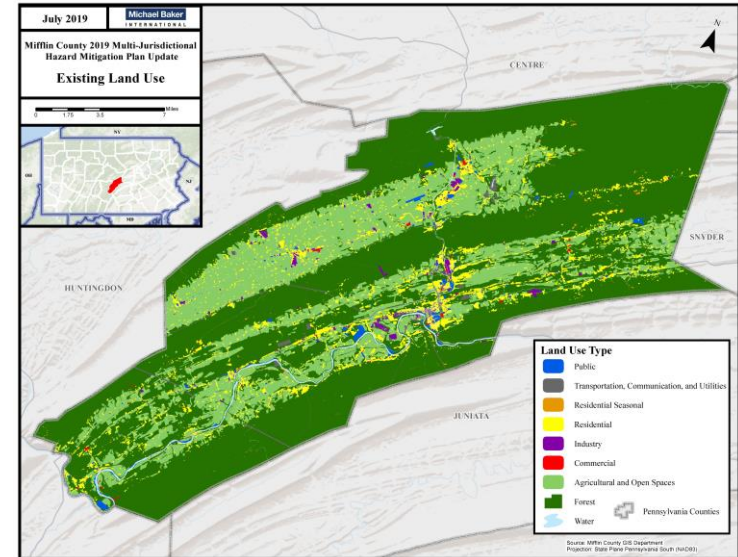 July 2019
Michael Baker
INTERNATIONAL
Mifflin County 2019 Multi-Jurisdictional
Hazard Mitigation Plan Update
Existing Land Use
Miles
0 1.75 3.5 7
NY
OH
NJ
MD
N
CENTRE
SNYDER
HUNTINGDON
JUNIATA
Land Use Type
Public
Transportation, Communication, and Utilities
Residential Seasonal
Residential
Industry
Commercial
Agricultural and Open Spaces
Forest
Pennsylvania Counties
Water
Source: Mifflin County GIS Department
Projection: State Plane Pennsylvania South (NAD83)